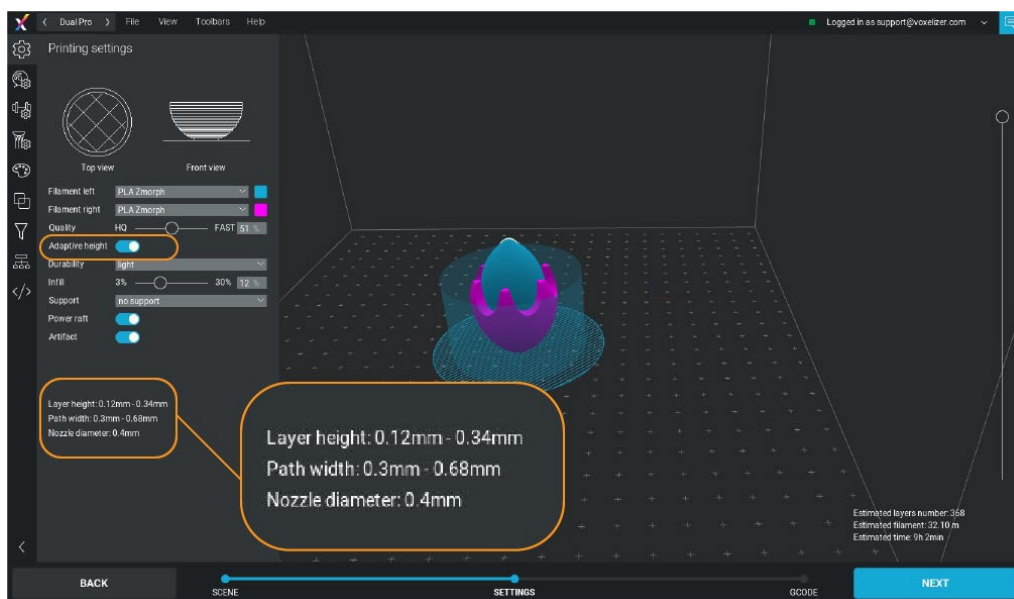 Dual Pro File View Toolbars Help
Logged in as support@voxelizer.com
Printing settings
Top view Front view
Filament left PLA Zmorph
Filament right PLA Zmorph
Quality HQ FAST 51 %
Adaptive height
Durability light
Infill 3% 30% 12 %
Support no support
Power raft
Artifact
Layer height: 0.12mm - 0.34mm
Path width: 0.3mm - 0.68mm
Nozzle diameter: 0.4mm
Layer height: 0.12mm - 0.34mm
Path width: 0.3mm - 0.68mm
Nozzle diameter: 0.4mm
Estimated layers number: 368
Estimated filament: 32.10 m
Estimated time: 9h 2min
BACK
SCENE
SETTINGS
GCODE
NEXT